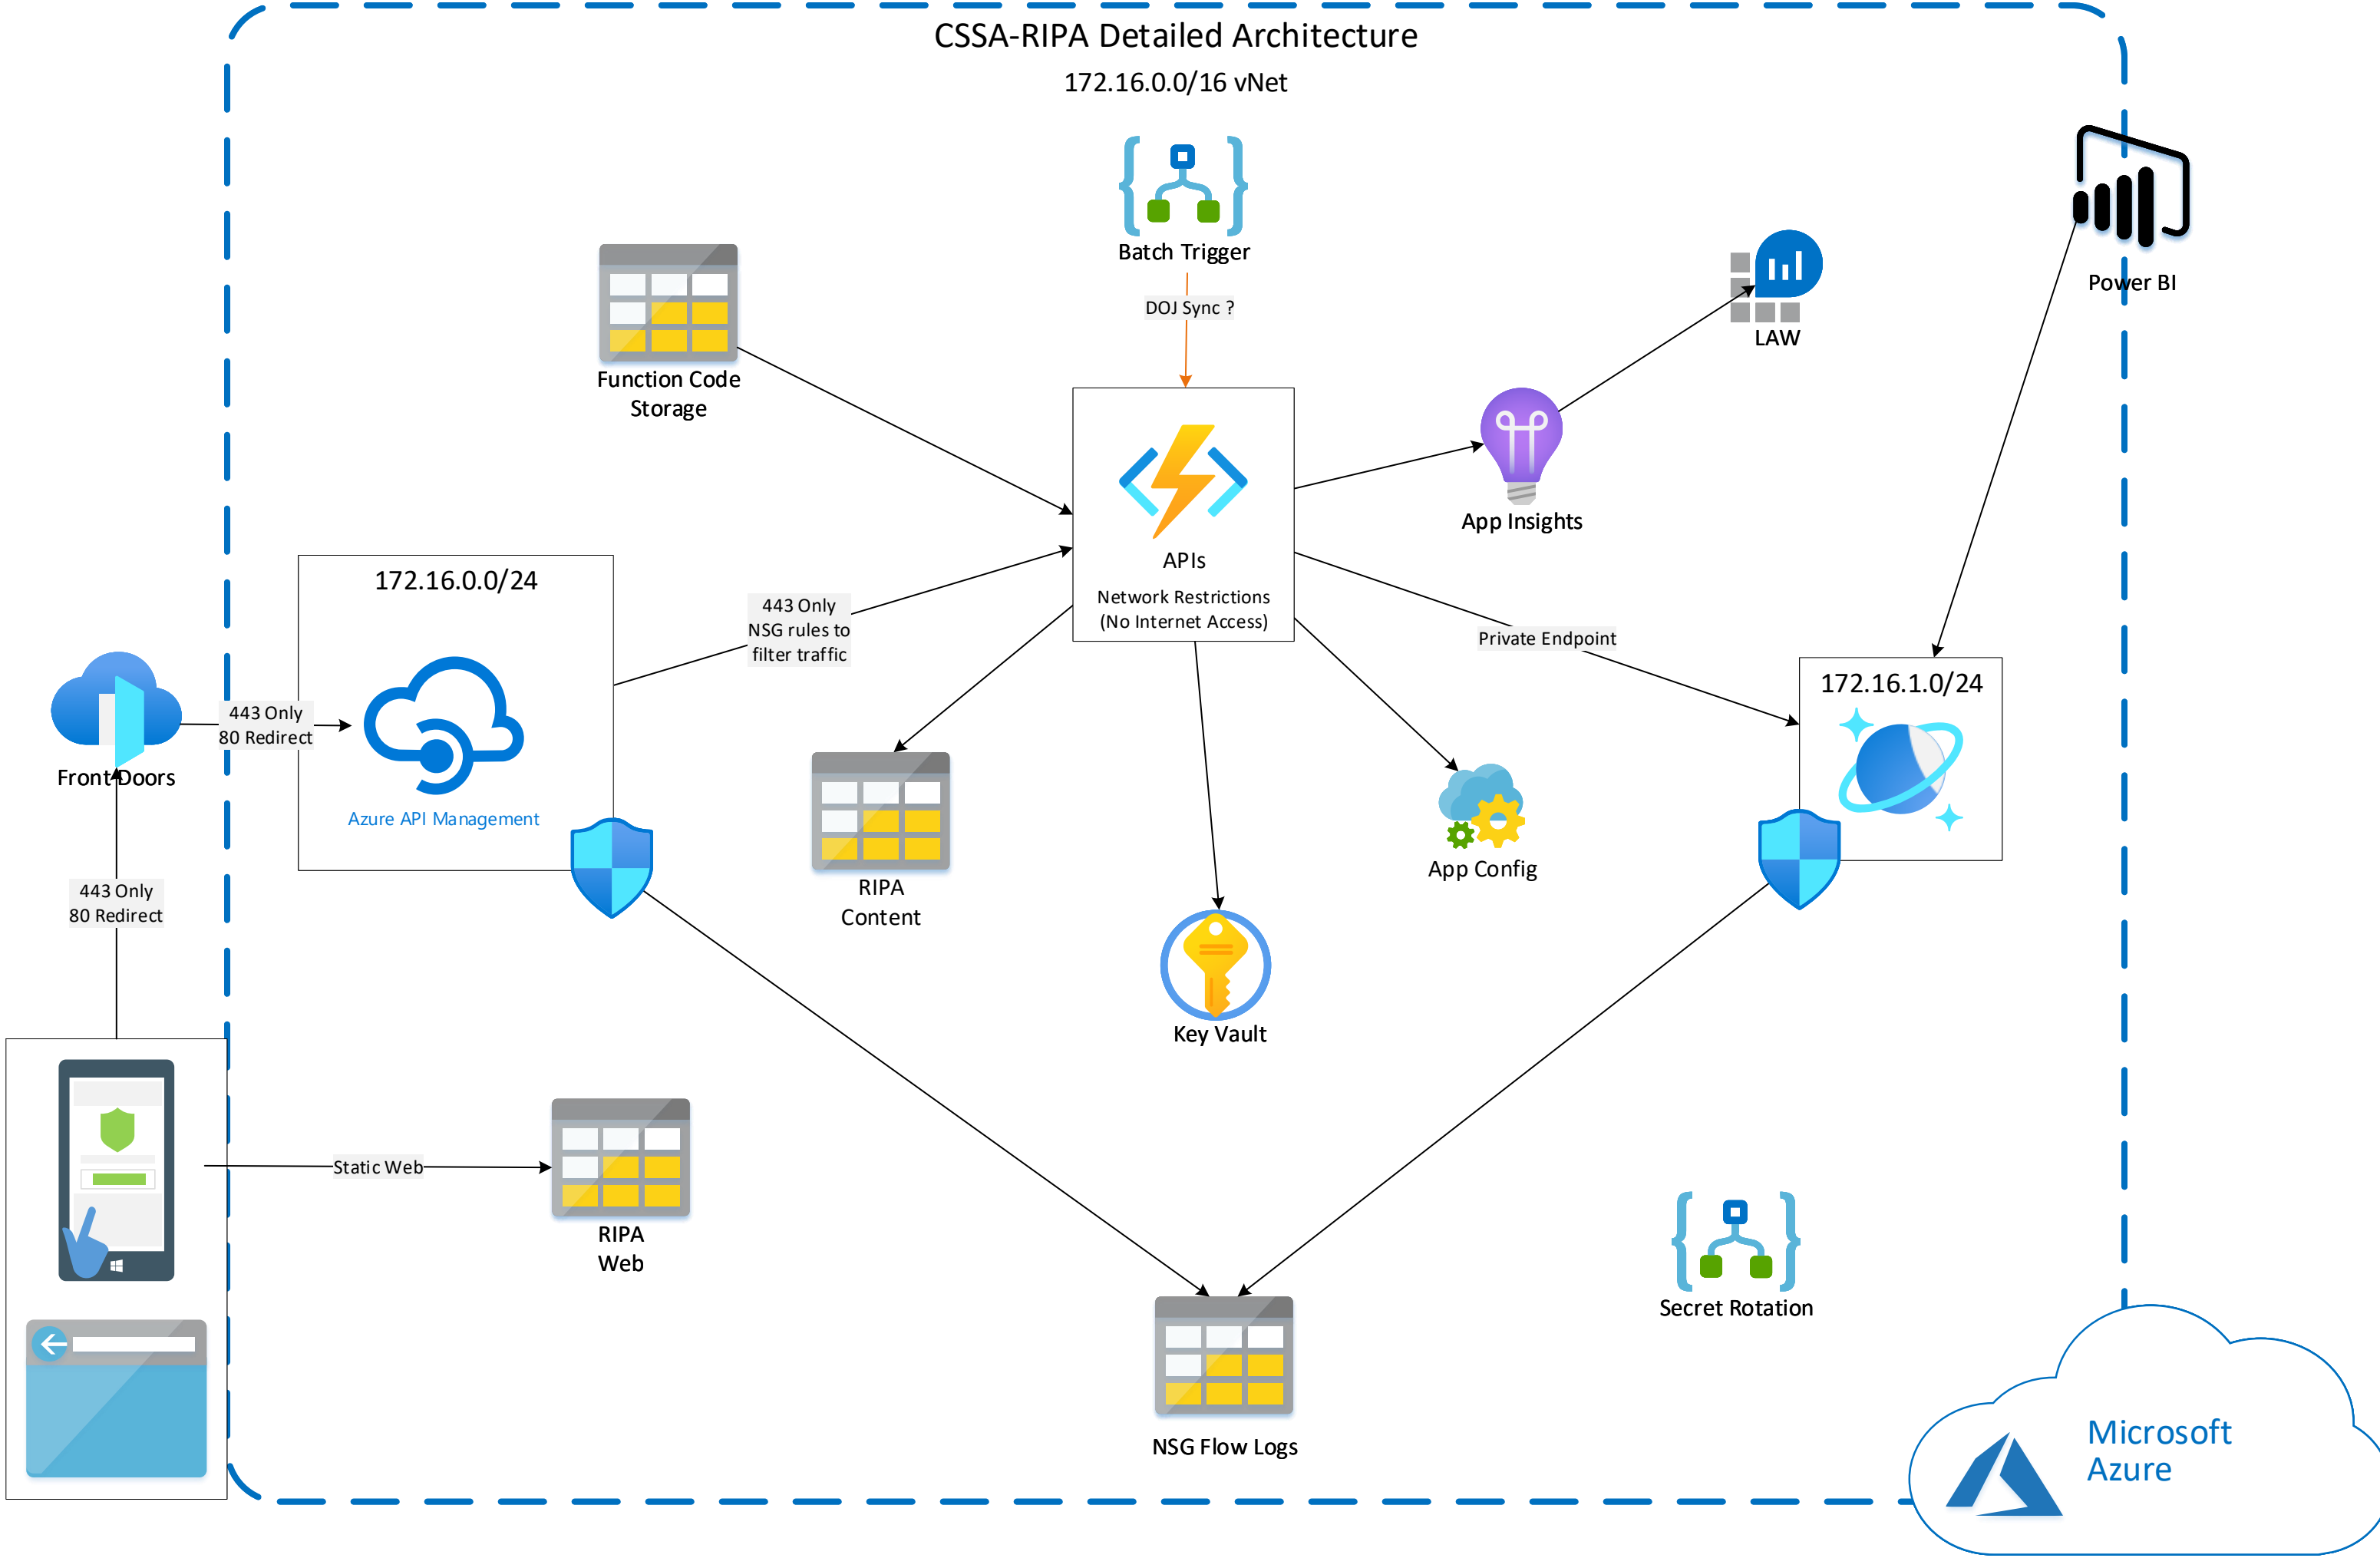 CSSA-RIPA Detailed Architecture
172.16.0.0/16 vNet
Batch Trigger
DOJ Sync ?
Power BI
LAW
Function Code
Storage
App Insights
APIs
Network Restrictions
(No Internet Access)
172.16.0.0/24
443 Only
NSG rules to
filter traffic
Private Endpoint
172.16.1.0/24
443 Only
80 Redirect
Front Doors
Azure API Management
443 Only
80 Redirect
RIPA
Content
App Config
Key Vault
Static Web
RIPA
Web
Secret Rotation
NSG Flow Logs
Microsoft
Azure